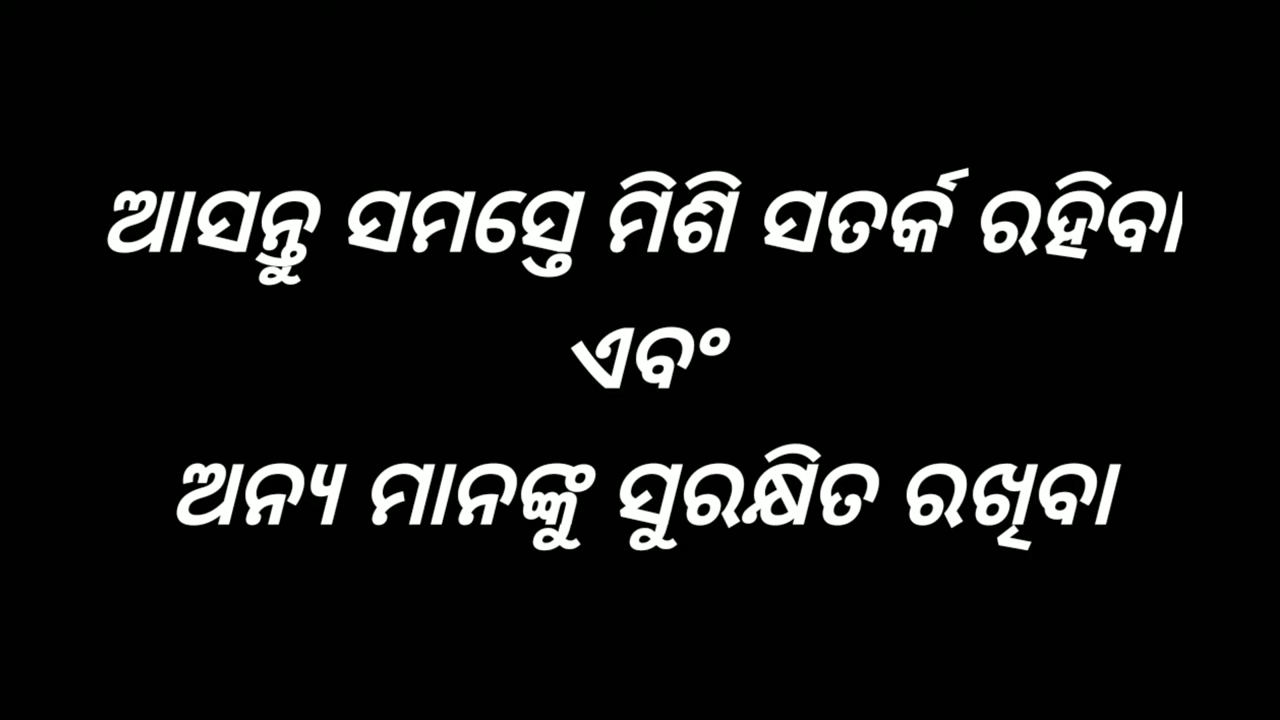 ଆସନ୍ତୁ ସମସ୍ତେ ମିଶି ସତର୍କ ରହିବା
ଏବଂ
ଅନ୍ୟ ମାନଙ୍କୁ ସୁରକ୍ଷିତ ରଖିବା